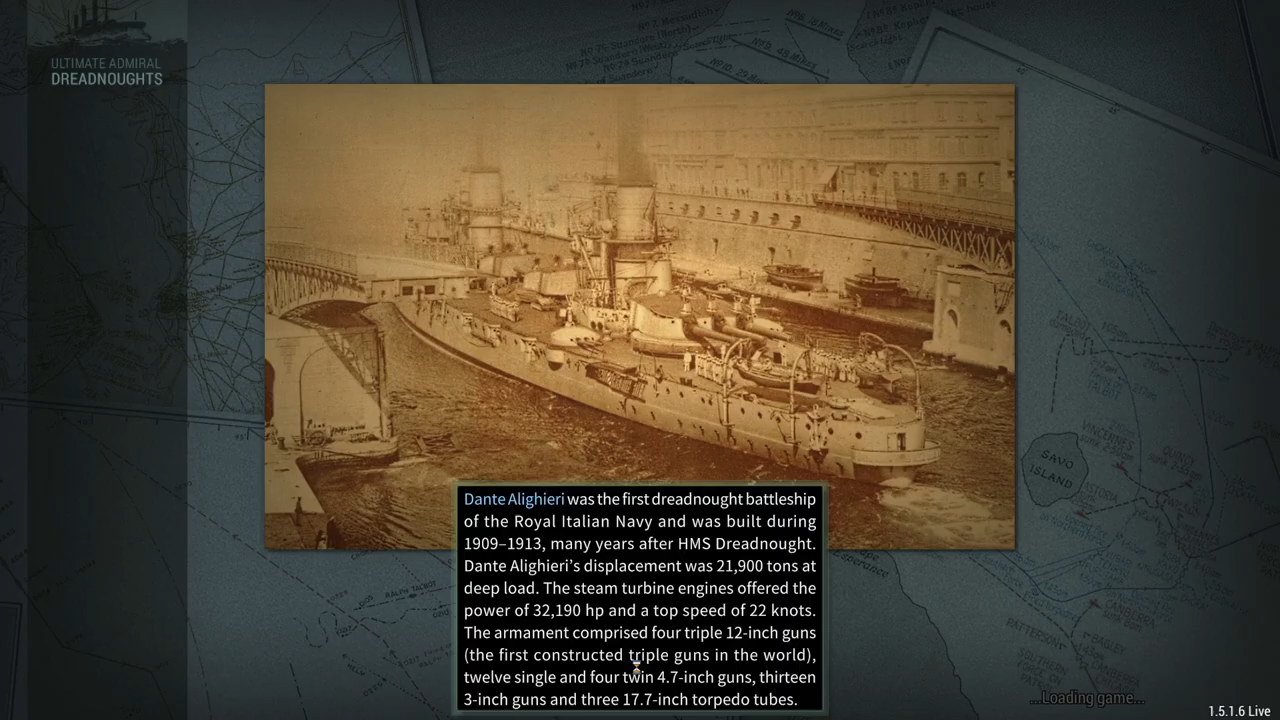 ULTIMATE ADMIRAL
DREADNOUGHTS
SAVO
ISLAND
Dante Alighieri was the first dreadnought battleship
of the Royal Italian Navy and was built during
1909–1913, many years after HMS Dreadnought.
Dante Alighieri's displacement was 21,900 tons at
deep load. The steam turbine engines offered the
power of 32,190 hp and a top speed of 22 knots.
The armament comprised four triple 12-inch guns
(the first constructed triple guns in the world),
twelve single and four twin 4.7-inch guns, thirteen
3-inch guns and three 17.7-inch torpedo tubes.
...Loading game...
1.5.1.6 Live